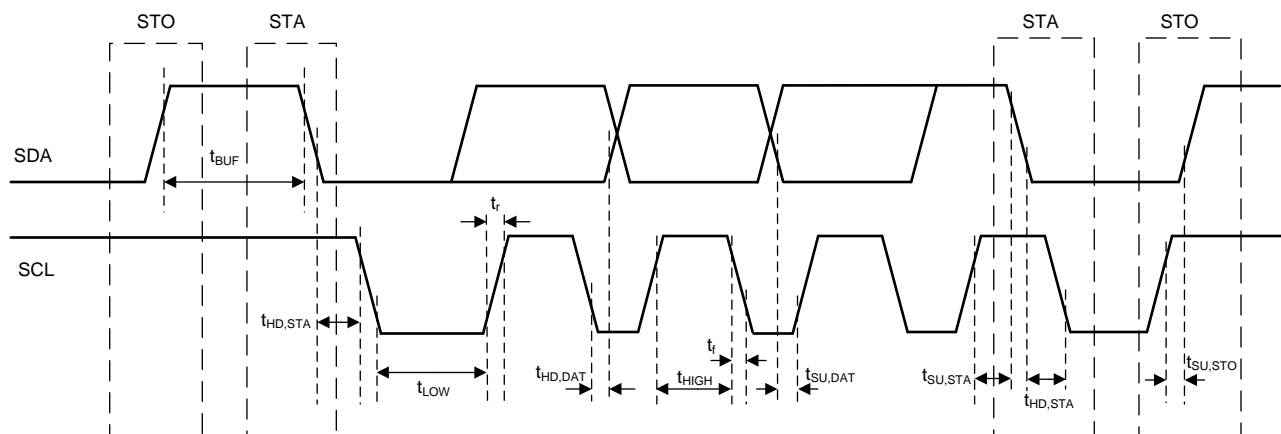 STO
STA
STA
STO
SDA
tBUF
tr
SCL
tHD,STA
tLOW
tHD,DAT
tf
tHIGH
tSU,DAT
tSU,STA
tHD,STA
tSU,STO